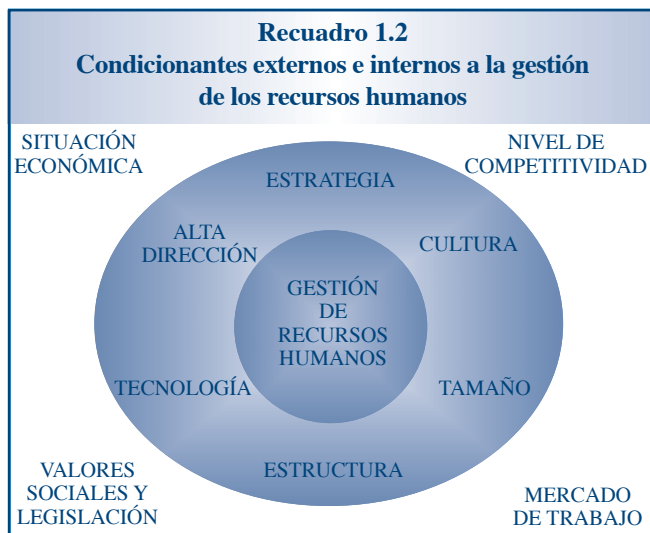 Recuadro 1.2
Condicionantes externos e internos a la gestión
de los recursos humanos
SITUACIÓN
ECONÓMICA
NIVEL DE
COMPETITIVIDAD
ESTRATEGIA
ALTA
DIRECCIÓN
CULTURA
GESTIÓN
DE
RECURSOS
HUMANOS
TECNOLOGÍA
TAMAÑO
ESTRUCTURA
VALORES
SOCIALES Y
LEGISLACIÓN
MERCADO
DE TRABAJO